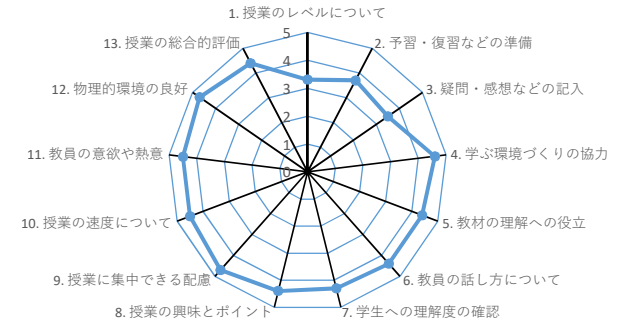 1. 授業のレベルについて
2. 予習・復習などの準備
3. 疑問・感想などの記入
4. 学ぶ環境づくりの協力
5. 教材の理解への役立
6. 教員の話し方について
7. 学生への理解度の確認
8. 授業の興味とポイント
9. 授業に集中できる配慮
10. 授業の速度について
11. 教員の意欲や熱意
12. 物理的環境の良好
13. 授業の総合的評価
5
4
3
2
1
0